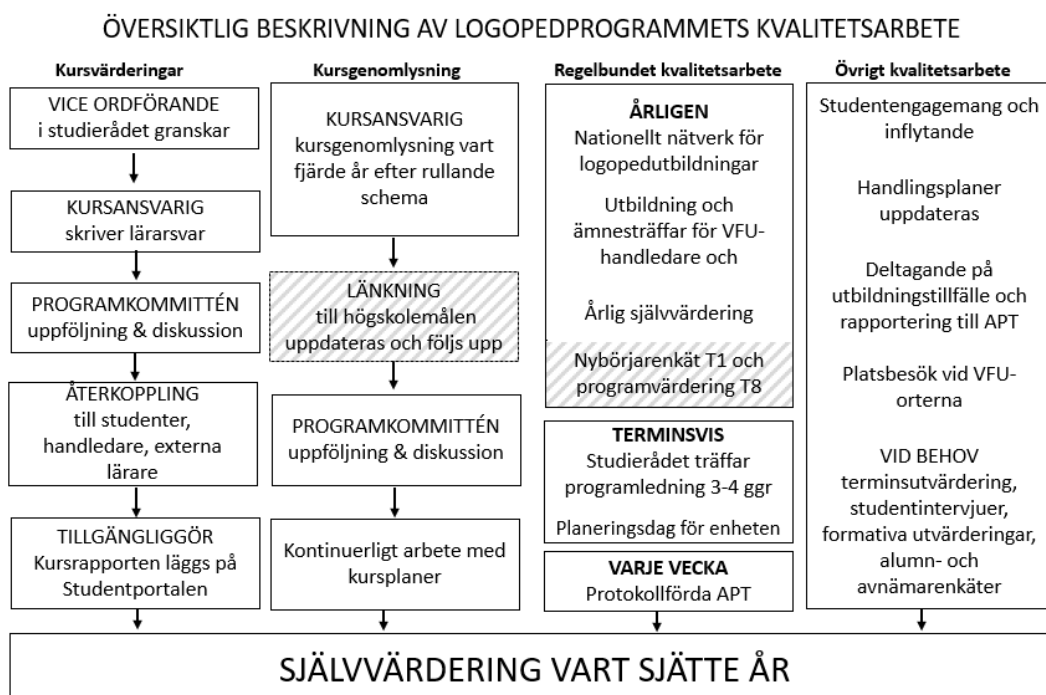 ÖVERSIKTLIG BESKRIVNING AV LOGOPEDPROGRAMMETS KVALITETSARBETE
Kursvärderingar
VICE ORDFÖRANDE
i studierådet granskar
KURSANSVARIG
skriver lärarsvar
PROGRAMKOMMITTÉN
uppföljning & diskussion
ÅTERKOPPLING
till studenter,
handledare, externa
lärare
TILLGÄNGLIGGÖR
Kursrapporten läggs på
Studentportalen
Kursgenomlysning
KURSANSVARIG
kursgenomlysning vart
fjärde år efter rullande
schema
LÄNKNING
till högskolemålen
uppdateras och följs upp
PROGRAMKOMMITTÉN
uppföljning & diskussion
Kontinuerligt arbete med
kursplaner
Regelbundet kvalitetsarbete
ÅRLIGEN
Nationellt nätverk för
logopedutbildningar
Utbildning och
ämnesträffar för VFU-
handledare och
Årlig självvärdering
Nybörjarenkät T1 och
programvärdering T8
TERMINSVIS
Studierådet träffar
programledning 3-4 ggr
Planeringsdag för enheten
VARJE VECKA
Protokollförda APT
Övrigt kvalitetsarbete
Studentengagemang och
inflytande
Handlingsplaner
uppdateras
Deltagande på
utbildningstillfälle och
rapportering till APT
Platsbesök vid VFU-
orterna
VID BEHOV
terminsutvärdering,
studentintervjuer,
formativa utvärderingar,
alumn- och
avnämarenkäter
SJÄLVVÄRDERING VART SJÄTTE ÅR